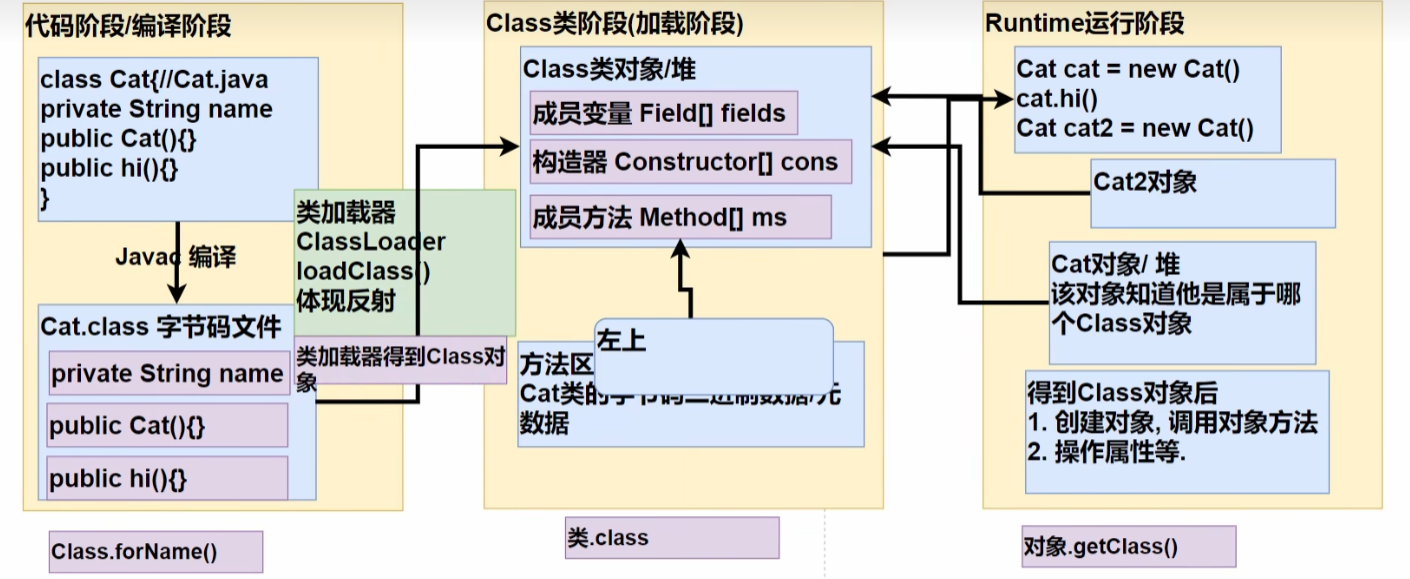 代码阶段/编译阶段
class Cat{//Cat.java
private String name
public Cat(){}
public hi(){}
}
Javac 编译
Cat.class 字节码文件
private String name
public Cat(){}
public hi(){}
Class.forName()
类加载器
ClassLoader
loadClass()
体现反射
类加载器得到Class对
象
Class类阶段(加载阶段)
Class类对象/堆
成员变量 Field[] fields
构造器 Constructor[] cons
成员方法 Method[] ms
左上
方法区
Cat类的字节码二进制数据/元
数据
类.class
Runtime运行阶段
Cat cat = new Cat()
cat.hi()
Cat cat2 = new Cat()
Cat2对象
Cat对象/ 堆
该对象知道他是属于哪
个Class对象
得到Class对象后
1. 创建对象, 调用对象方法
2. 操作属性等.
对象.getClass()